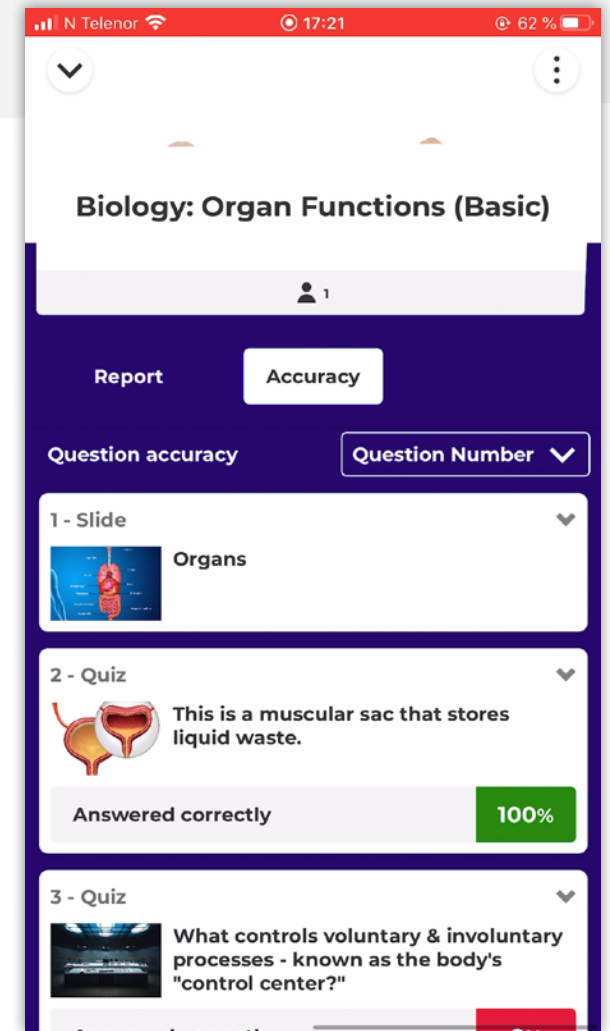 N Telenor 17:21 62 %
Biology: Organ Functions (Basic)
1
Report Accuracy
Question accuracy Question Number
1 - Slide
Organs
2 - Quiz
This is a muscular sac that stores
liquid waste.
Answered correctly 100%
3 - Quiz
What controls voluntary & involuntary
processes - known as the body's
"control center?"